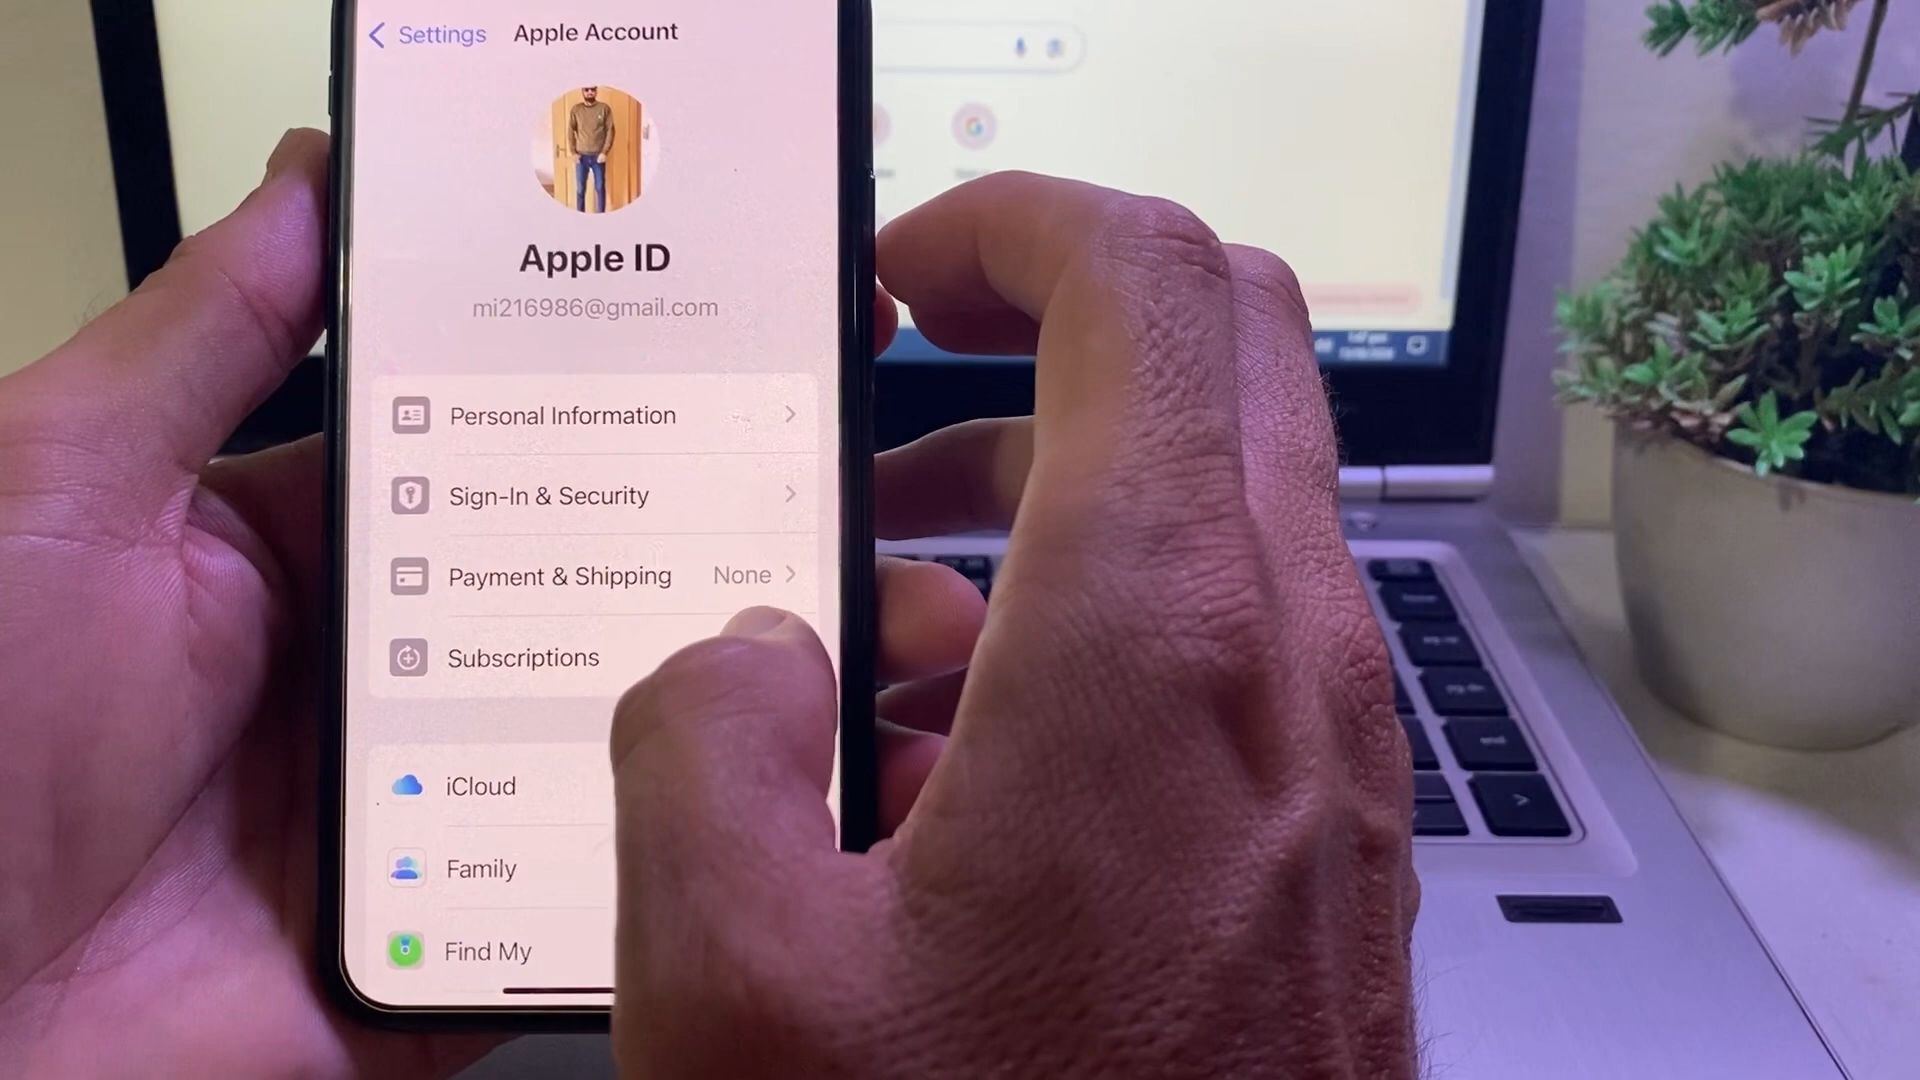 Settings
Apple Account
Apple ID
mi216986@gmail.com
Personal Information
Sign-In & Security
Payment & Shipping None
Subscriptions
iCloud
Family
Find My
end